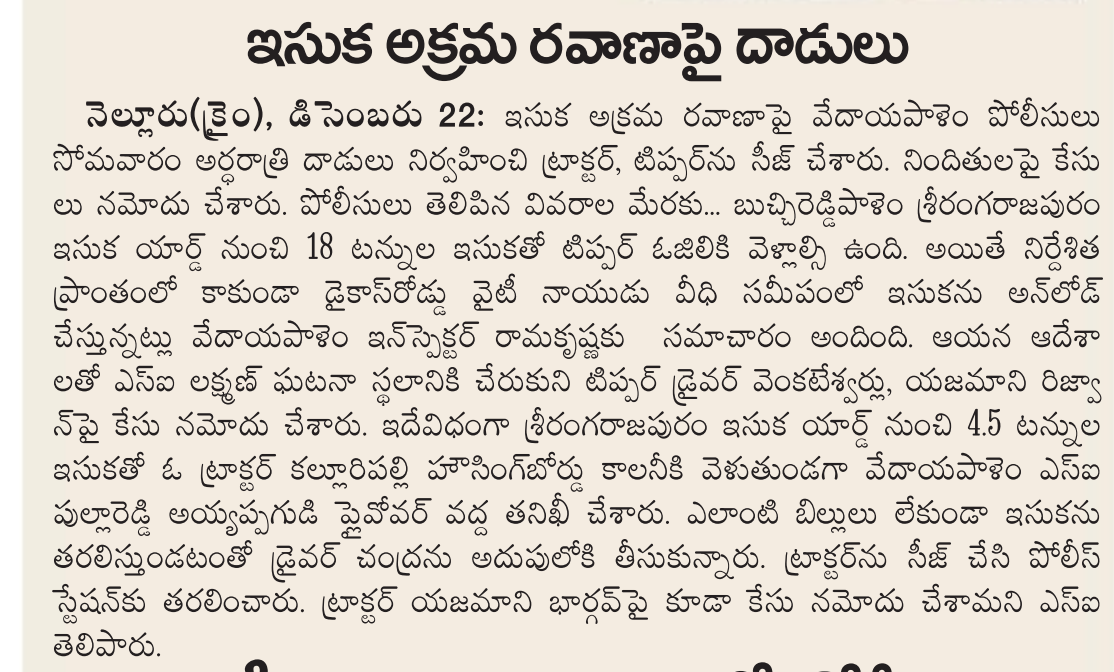 ఇసుక అక్రమ రవాణాపై దాడులు
నెల్లూరు(క్రైం), డిసెంబరు 22: ఇసుక అక్రమ రవాణాపై వేదాయపాళెం పోలీసులు
సోమవారం అర్ధరాత్రి దాడులు నిర్వహించి ట్రాక్టర్, టిప్పర్‌ను సీజ్ చేశారు. నిందితులపై కేసు
లు నమోదు చేశారు. పోలీసులు తెలిపిన వివరాల మేరకు... బుచ్చిరెడ్డిపాళెం శ్రీరంగరాజపురం
ఇసుక యార్డ్ నుంచి 18 టన్నుల ఇసుకతో టిప్పర్ ఓజిలికి వెళ్లాల్సి ఉంది. అయితే నిర్దేశిత
ప్రాంతంలో కాకుండా డైకాస్‌రోడ్డు వైటీ నాయుడు వీధి సమీపంలో ఇసుకను అన్‌లోడ్
చేస్తున్నట్లు వేదాయపాళెం ఇన్‌స్పెక్టర్ రామకృష్ణకు సమాచారం అందింది. ఆయన ఆదేశా
లతో ఎస్ఐ లక్ష్మణ్ ఘటనా స్థలానికి చేరుకుని టిప్పర్ డ్రైవర్ వెంకటేశ్వర్లు, యజమాని రిజ్వా
న్‌పై కేసు నమోదు చేశారు. ఇదేవిధంగా శ్రీరంగరాజపురం ఇసుక యార్డ్ నుంచి 4.5 టన్నుల
ఇసుకతో ఓ ట్రాక్టర్ కల్లూరిపల్లి హౌసింగ్‌బోర్డు కాలనీకి వెళుతుండగా వేదాయపాళెం ఎస్ఐ
పుల్లారెడ్డి అయ్యప్పగుడి ఫ్లైవోవర్ వద్ద తనిఖీ చేశారు. ఎలాంటి బిల్లులు లేకుండా ఇసుకను
తరలిస్తుండటంతో డ్రైవర్ చంద్రను అదుపులోకి తీసుకున్నారు. ట్రాక్టర్‌ను సీజ్ చేసి పోలీస్
స్టేషన్‌కు తరలించారు. ట్రాక్టర్ యజమాని భార్గవ్‌పై కూడా కేసు నమోదు చేశామని ఎస్ఐ
తెలిపారు.